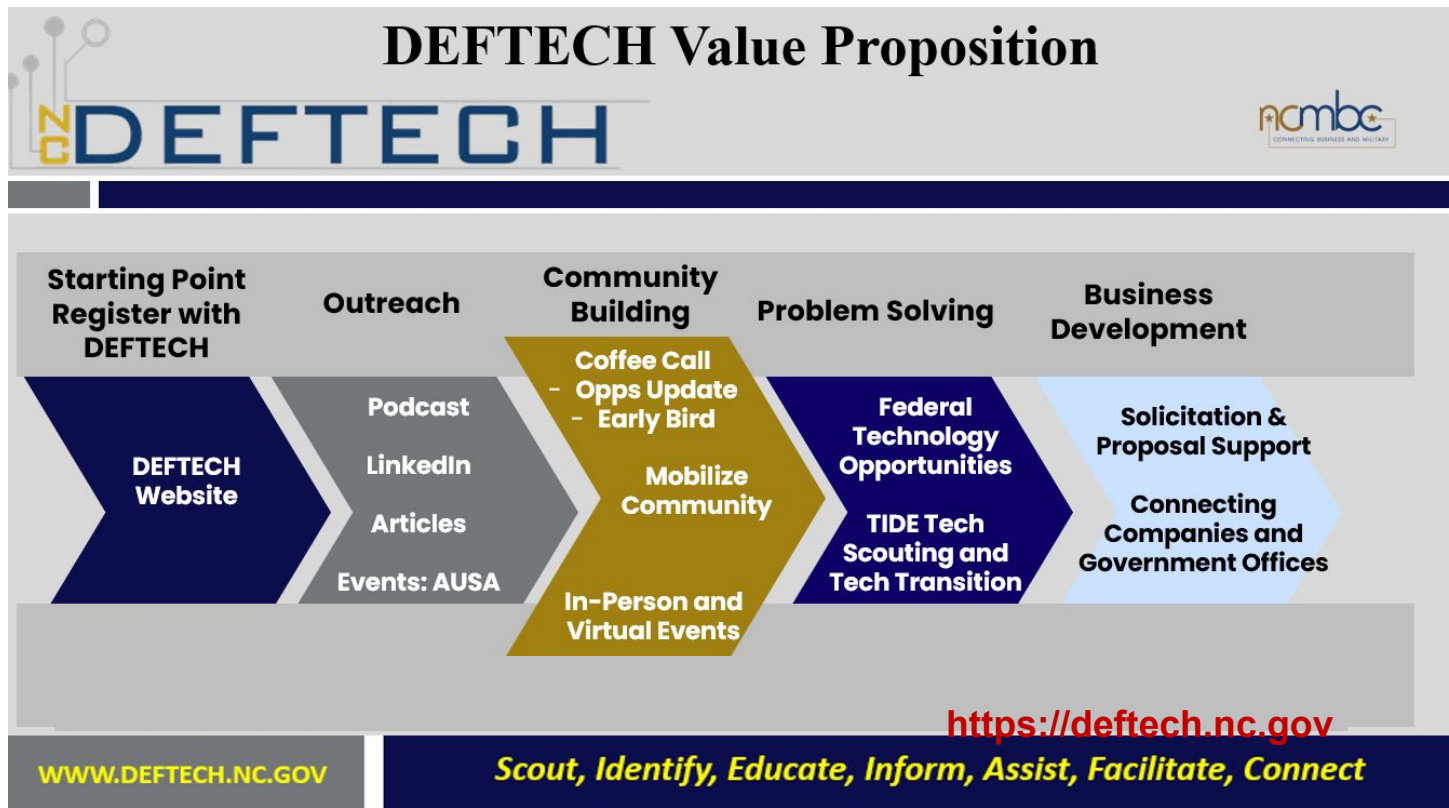 DEFTECH Value Proposition
NC DEFTECH
ncmbc
CONNECTING BUSINESS AND MILITARY
Starting Point
Register with
DEFTECH
DEFTECH
Website
Outreach
Podcast
LinkedIn
Articles
Events: AUSA
Community
Building
Coffee Call
- Opps Update
- Early Bird
Mobilize
Community
In-Person and
Virtual Events
Problem Solving
Federal
Technology
Opportunities
TIDE Tech
Scouting and
Tech Transition
Business
Development
Solicitation &
Proposal Support
Connecting
Companies and
Government Offices
https://deftech.nc.gov
WWW.DEFTECH.NC.GOV
Scout, Identify, Educate, Inform, Assist, Facilitate, Connect